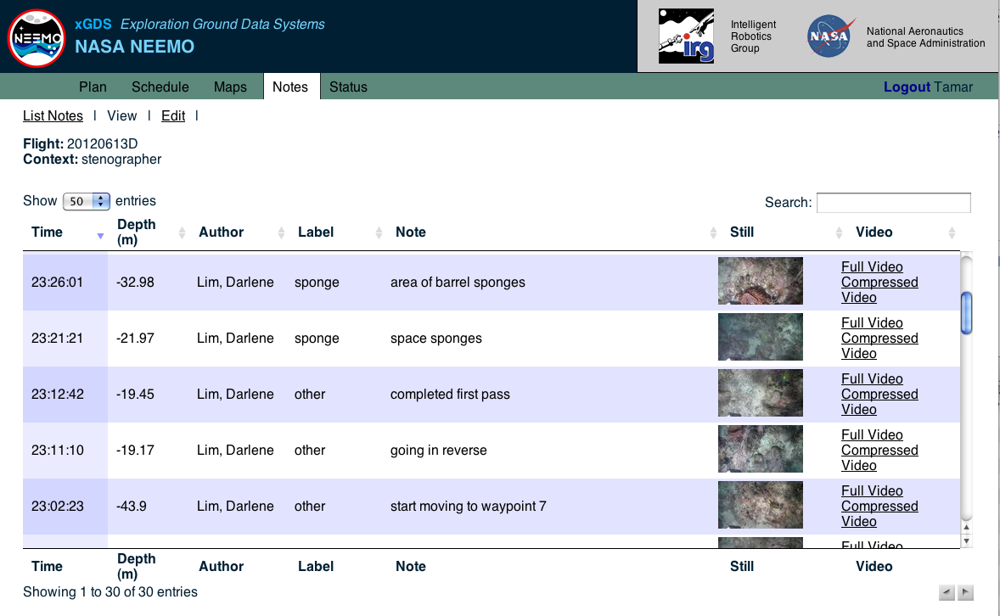 NEEMO
xGDS Exploration Ground Data Systems
NASA NEEMO
irg
Intelligent
Robotics
Group
NASA
National Aeronautics
and Space Administration
Plan Schedule Maps Notes Status Logout Tamar
List Notes | View | Edit |
Flight: 20120613D
Context: stenographer
Show 50 entries Search:
Time Depth (m) Author Label Note Still Video
23:26:01 -32.98 Lim, Darlene sponge area of barrel sponges Full Video
Compressed
Video
23:21:21 -21.97 Lim, Darlene sponge space sponges Full Video
Compressed
Video
23:12:42 -19.45 Lim, Darlene other completed first pass Full Video
Compressed
Video
23:11:10 -19.17 Lim, Darlene other going in reverse Full Video
Compressed
Video
23:02:23 -43.9 Lim, Darlene other start moving to waypoint 7 Full Video
Compressed
Video
Full Video
Time Depth (m) Author Label Note Still Video
Showing 1 to 30 of 30 entries